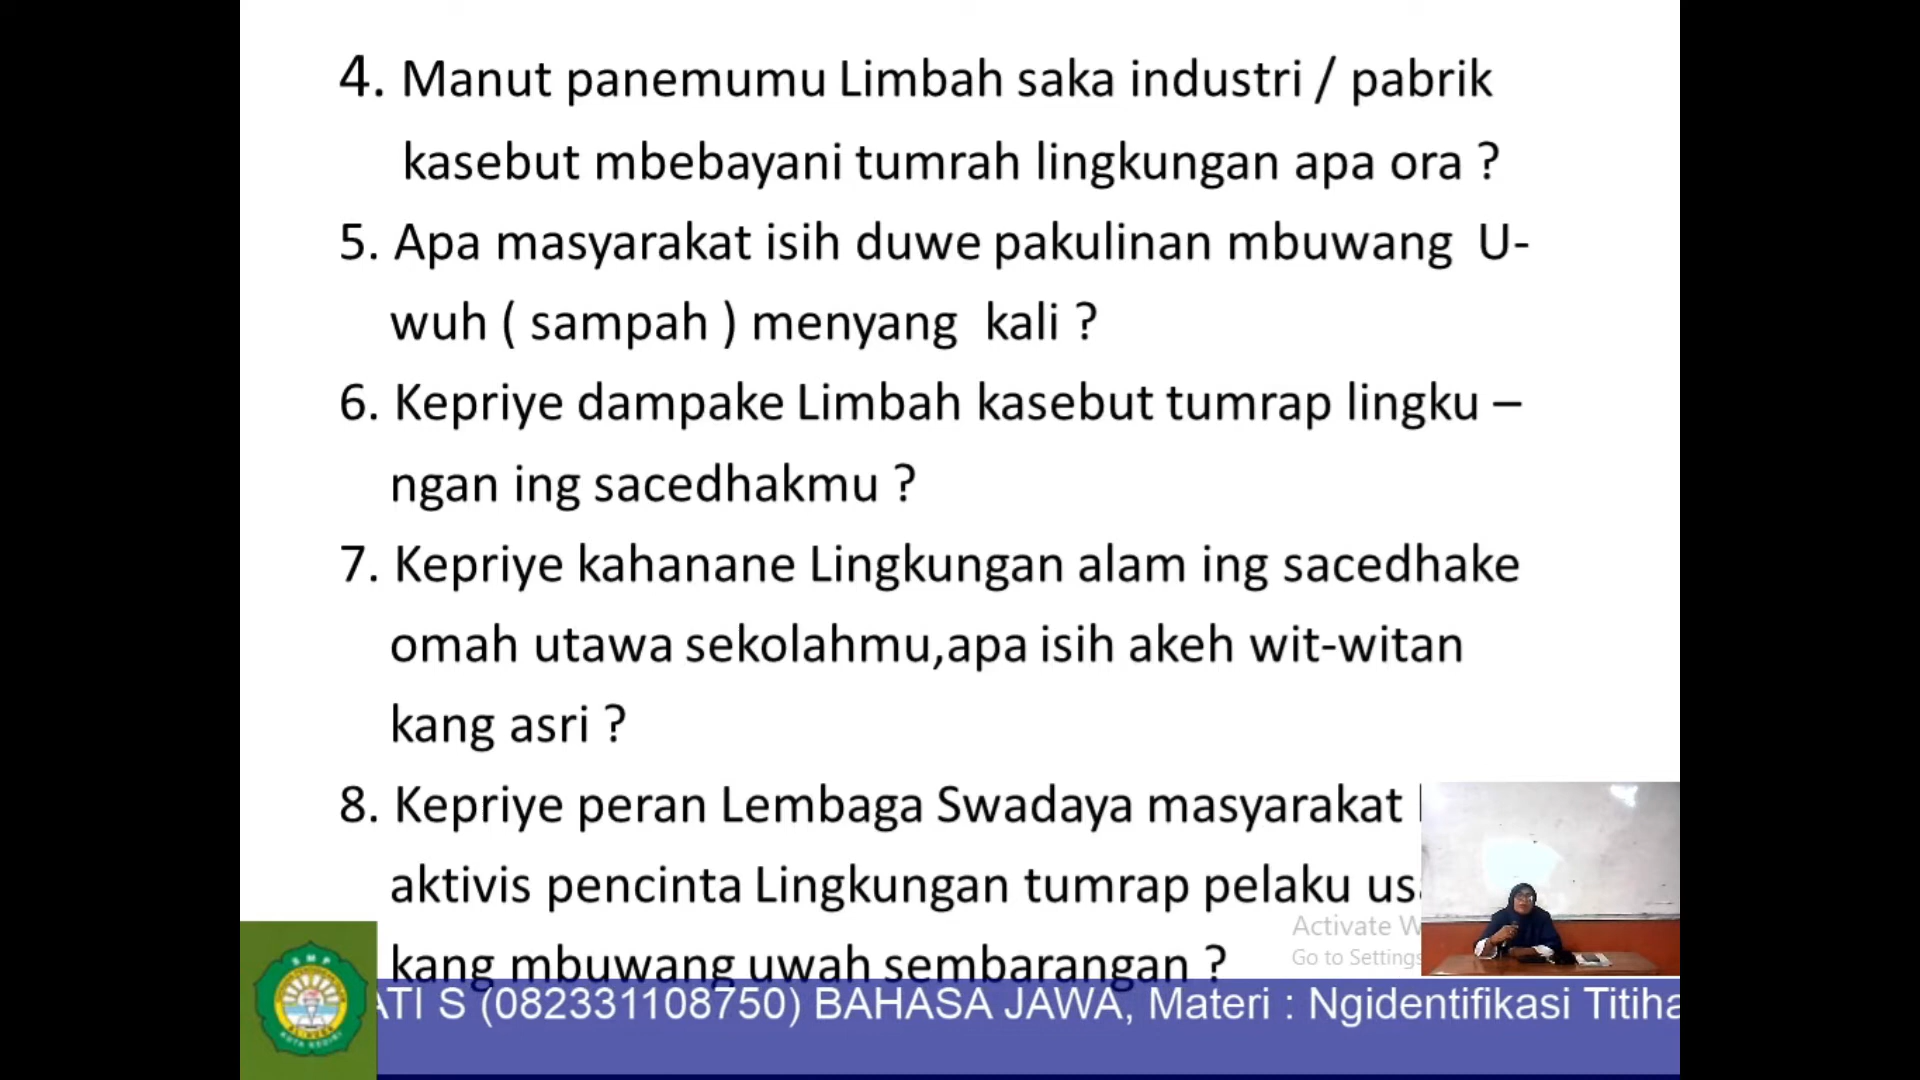 4. Manut panemumu Limbah saka industri / pabrik
kasebut mbebayani tumrah lingkungan apa ora ?
5. Apa masyarakat isih duwe pakulinan mbuwang U-
wuh ( sampah ) menyang kali ?
6. Kepriye dampake Limbah kasebut tumrap lingku –
ngan ing sacedhakmu ?
7. Kepriye kahanane Lingkungan alam ing sacedhake
omah utawa sekolahmu,apa isih akeh wit-witan
kang asri ?
8. Kepriye peran Lembaga Swadaya masyarakat
aktivis pencinta Lingkungan tumrap pelaku
kang mbuwang uwah sembarangan ?
Activate
Go to Settings
ATI S (082331108750) BAHASA JAWA, Materi : Ngidentifikasi
SMP